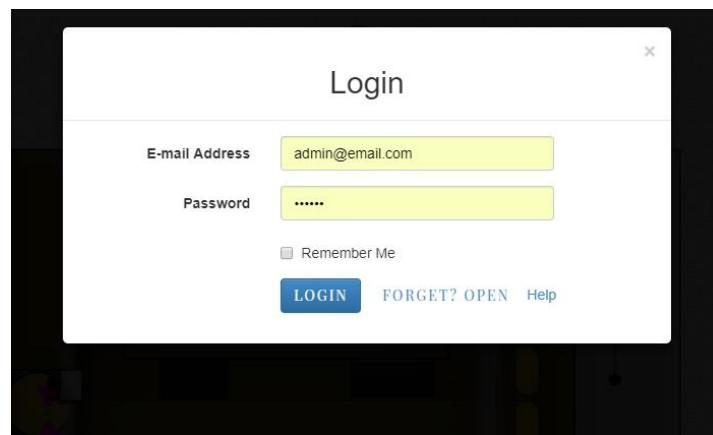 ×
Login
E-mail Address admin@email.com
Password ••••••
Remember Me
LOGIN FORGET? OPEN Help